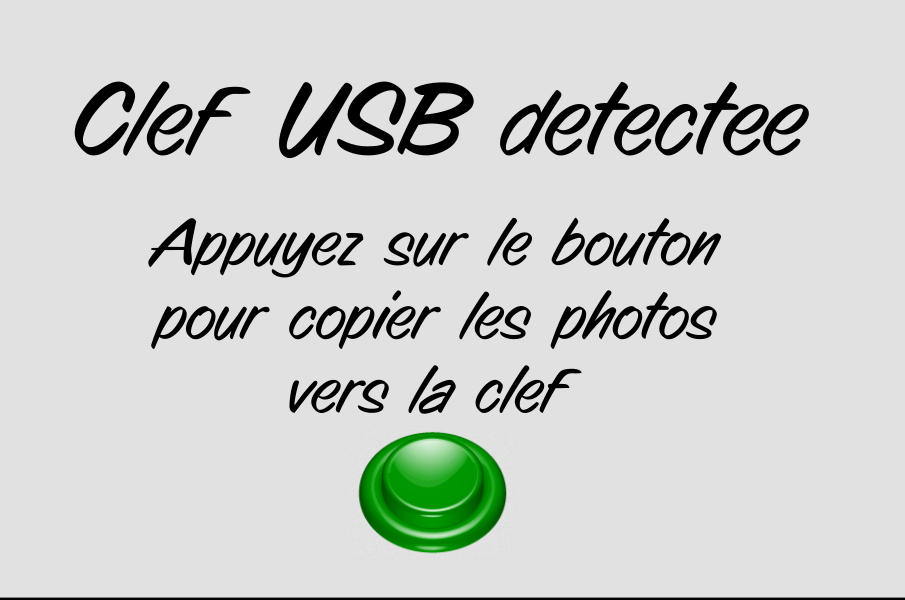 Clef USB detectee
Appuyez sur le bouton
pour copier les photos
vers la clef